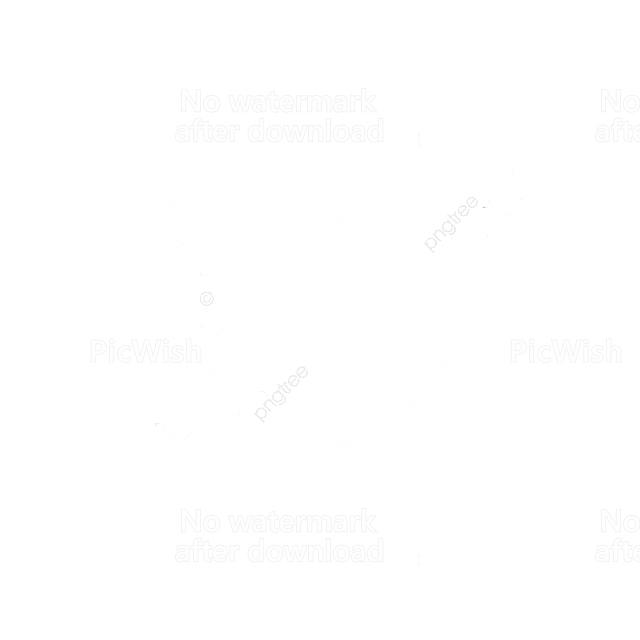 No watermark No
after download afte
pngtree
©
PicWish PicWish
pngtree
No watermark No
after download afte